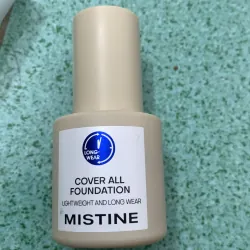 LONG-
WEAR
COVER ALL
FOUNDATION
LIGHTWEIGHT AND LONG WEAR
MISTINE